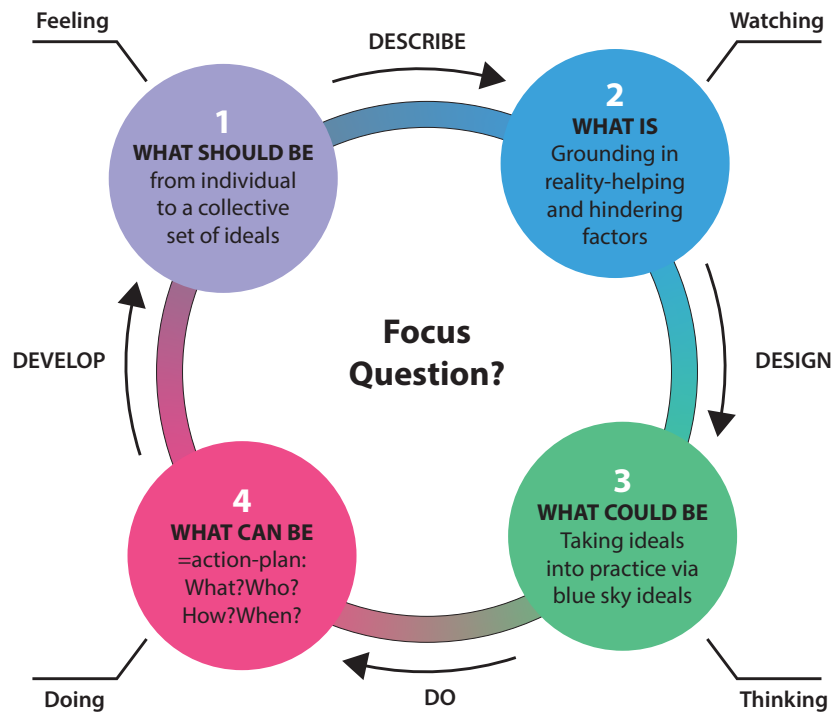 Feeling
Watching
DESCRIBE
1
WHAT SHOULD BE
from individual
to a collective
set of ideals
2
WHAT IS
Grounding in
reality-helping
and hindering
factors
DEVELOP
Focus
Question?
DESIGN
4
WHAT CAN BE
=action-plan:
What?Who?
How?When?
3
WHAT COULD BE
Taking ideals
into practice via
blue sky ideals
Doing
DO
Thinking